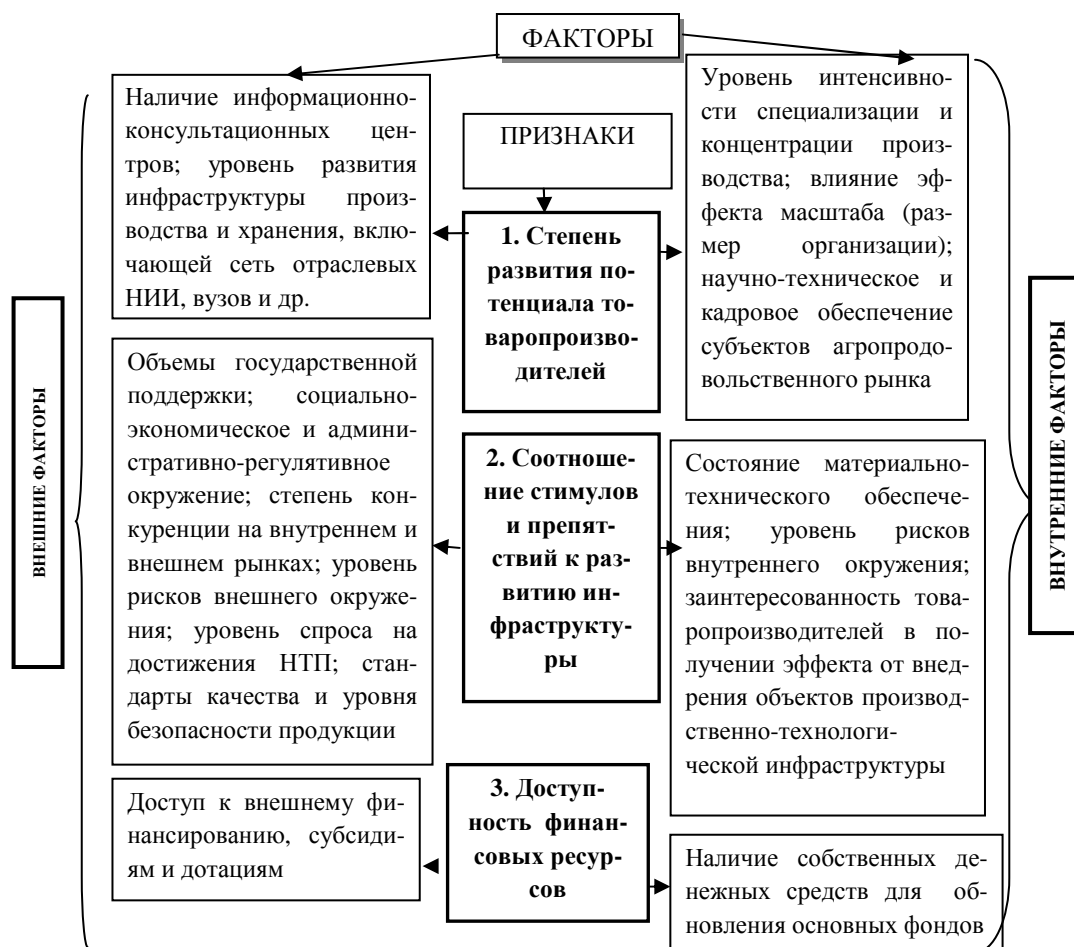 ФАКТОРЫ
Наличие информационно-
консультационных цен-
тров; уровень развития
инфраструктуры произ-
водства и хранения, вклю-
чающей сеть отраслевых
НИИ, вузов и др.
ПРИЗНАКИ
Уровень интенсивно-
сти специализации и
концентрации произ-
водства; влияние эф-
фекта масштаба (раз-
мер организации);
научно-техническое и
кадровое обеспечение
субъектов агропродо-
вольственного рынка
1. Степень
развития по-
тенциала то-
варопроизво-
дителей
ВНЕШНИЕ ФАКТОРЫ
ВНУТРЕННИЕ ФАКТОРЫ
Объемы государственной
поддержки; социально-
экономическое и админи-
стративно-регулятивное
окружение; степень кон-
куренции на внутреннем и
внешнем рынках; уровень
рисков внешнего окруже-
ния; уровень спроса на
достижения НТП; стан-
дарты качества и уровня
безопасности продукции
2. Соотноше-
ние стимулов
и препят-
ствий к раз-
витию ин-
фраструкту-
ры
Состояние материально-
технического обеспече-
ния; уровень рисков
внутреннего окружения;
заинтересованность това-
ропроизводителей в по-
лучении эффекта от внед-
рения объектов производ-
ственно-технологи-
ческой инфраструктуры
Доступ к внешнему фи-
нансированию, субсиди-
ям и дотациям
3. Доступ-
ность финан-
совых ресур-
сов
Наличие собственных де-
нежных средств для об-
новления основных фондов